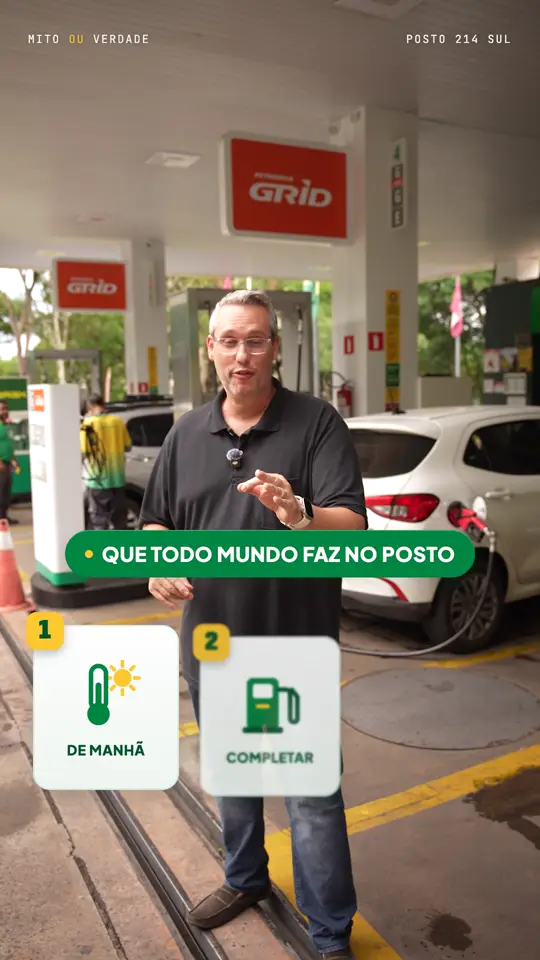 MITO OU VERDADE
POSTO 214 SUL
PETROBRAS
GRID
GRID
QUE TODO MUNDO FAZ NO POSTO
1
DE MANHÃ
2
COMPLETAR